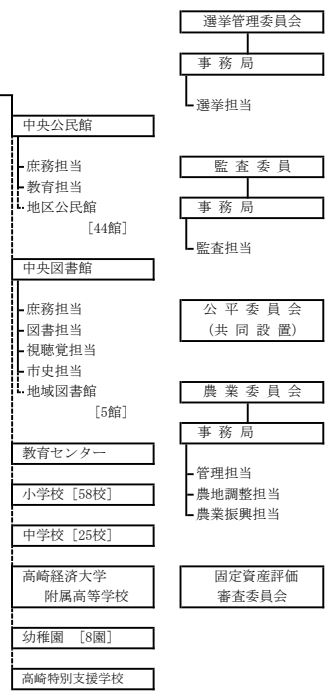 中央公民館
庶務担当
教育担当
地区公民館
[44館]
中央図書館
庶務担当
図書担当
視聴覚担当
市史担当
地域図書館
[5館]
教育センター
小学校 [58校]
中学校 [25校]
高崎経済大学
附属高等学校
幼稚園 [8園]
高崎特別支援学校
選挙管理委員会
事務局
選挙担当
監査委員
事務局
監査担当
公平委員会
(共同設置)
農業委員会
事務局
管理担当
農地調整担当
農業振興担当
固定資産評価
審査委員会